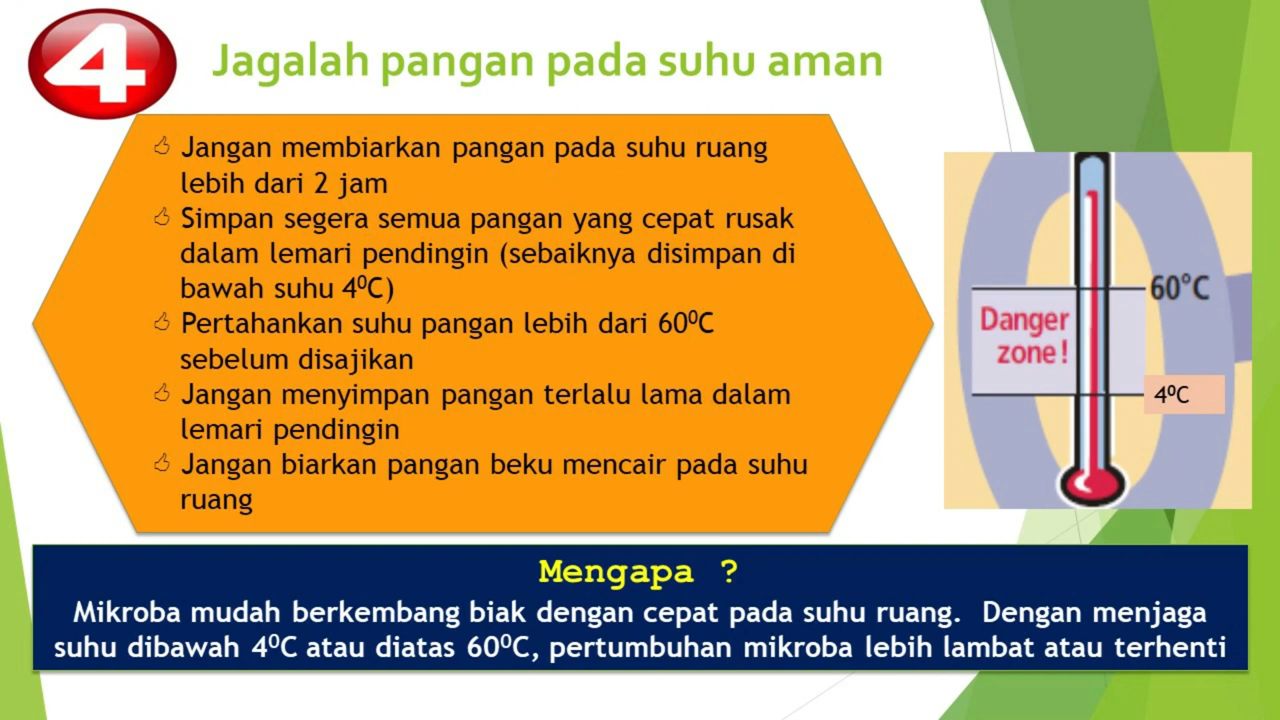 4
Jagalah pangan pada suhu aman
Jangan membiarkan pangan pada suhu ruang
lebih dari 2 jam
Simpan segera semua pangan yang cepat rusak
dalam lemari pendingin (sebaiknya disimpan di
bawah suhu 4⁰C)
Pertahankan suhu pangan lebih dari 60⁰C
sebelum disajikan
Jangan menyimpan pangan terlalu lama dalam
lemari pendingin
Jangan biarkan pangan beku mencair pada suhu
ruang
60°C
Danger
zone!
4⁰C
Mengapa ?
Mikroba mudah berkembang biak dengan cepat pada suhu ruang. Dengan menjaga
suhu dibawah 4⁰C atau diatas 60⁰C, pertumbuhan mikroba lebih lambat atau terhenti